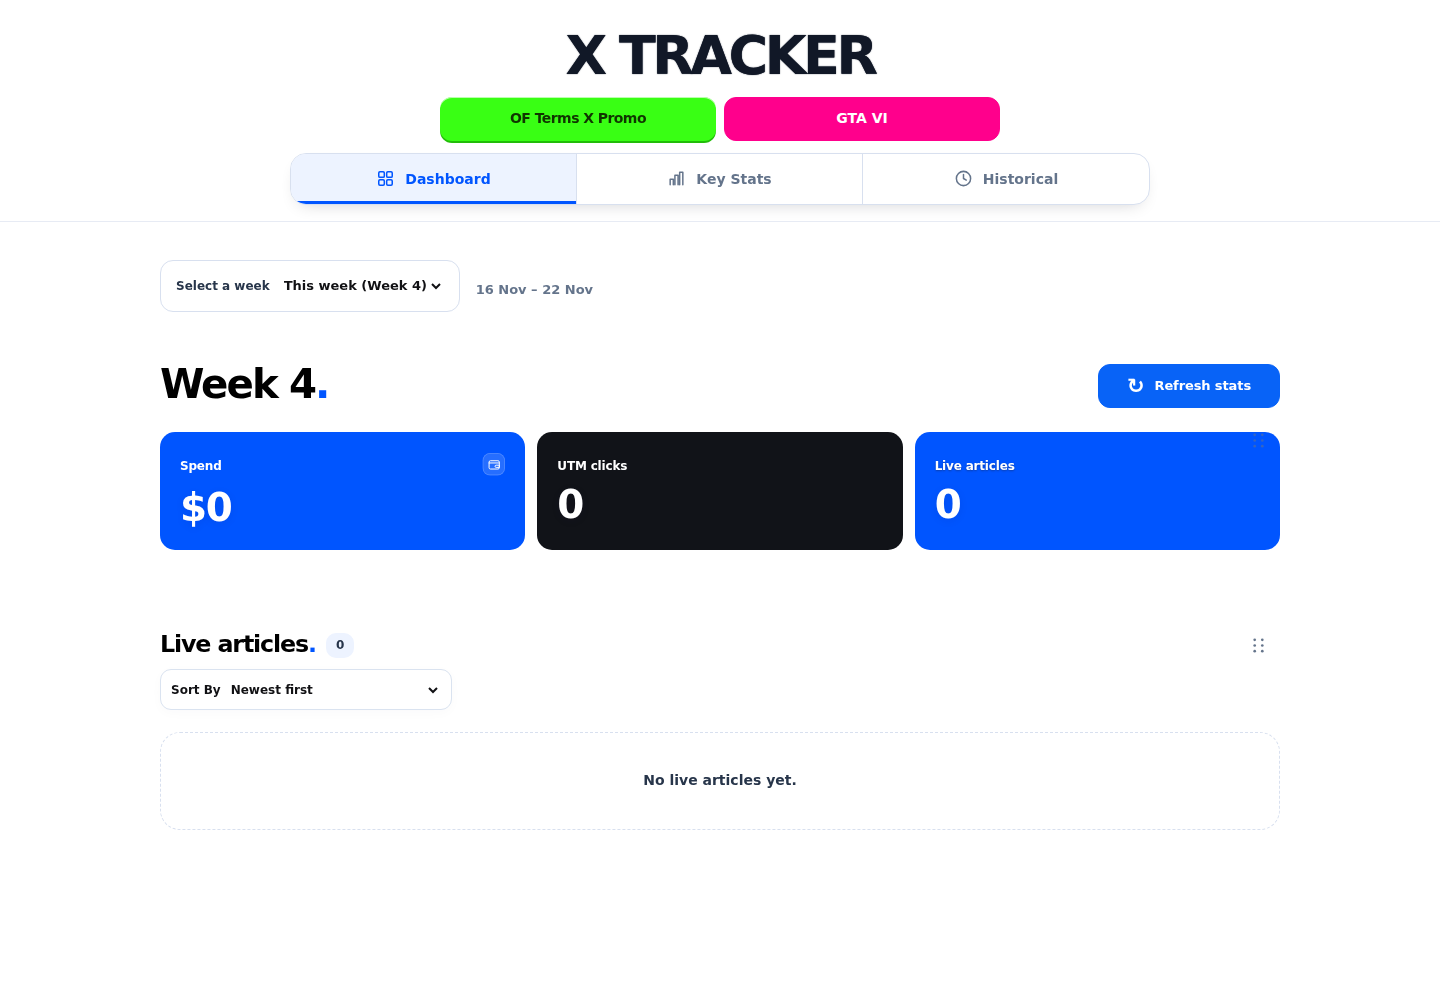 X TRACKER
OF Terms X Promo
GTA VI
Dashboard
Key Stats
Historical
Select a week This week (Week 4)
16 Nov – 22 Nov
Week 4.
Refresh stats
Spend
$0
UTM clicks
0
Live articles
0
Live articles. 0
Sort By Newest first
No live articles yet.